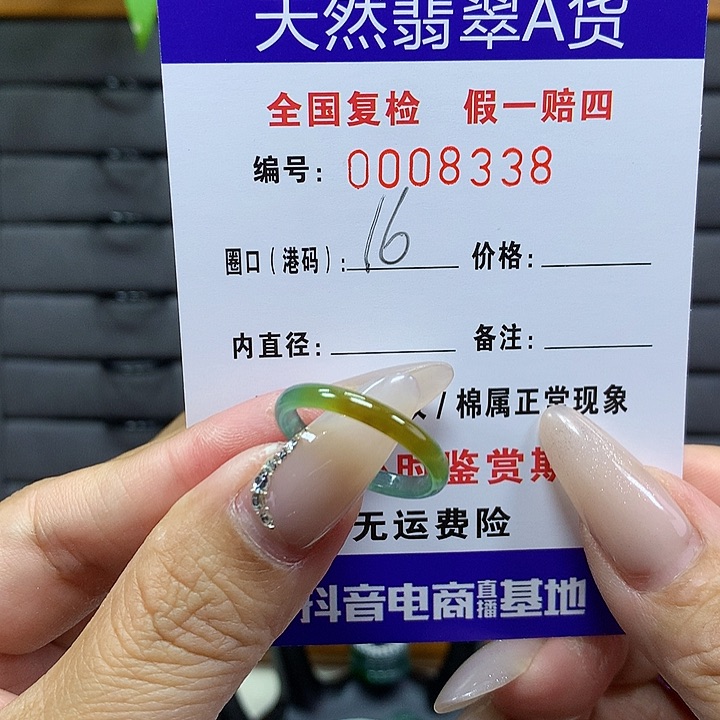 天然翡翠A货
全国复检 假一赔四
编号: 0008338
圈口(港码): 16 价格:
内直径: 备注:
/棉属正常现象
小时鉴赏期
无运费险
抖音电商直播基地